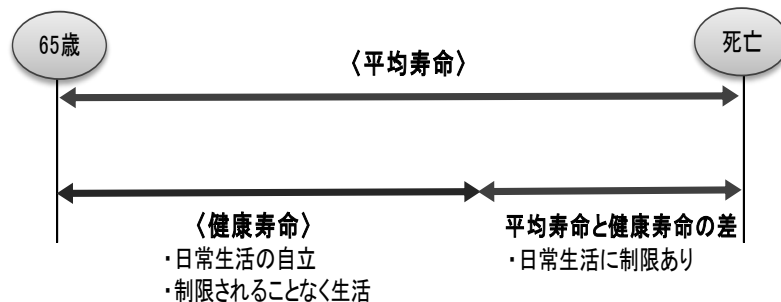 65歳
死亡
〈平均寿命〉
〈健康寿命〉
・日常生活の自立
・制限されることなく生活
平均寿命と健康寿命の差
・日常生活に制限あり